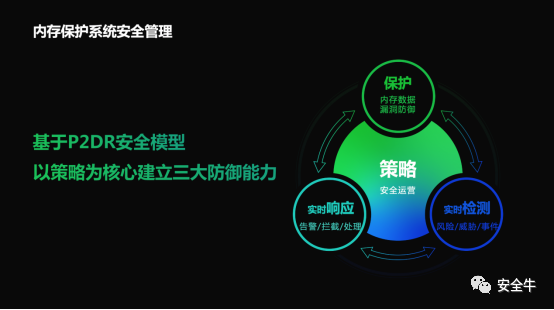 内存保护系统安全管理
基于P2DR安全模型
以策略为核心建立三大防御能力
保护
内存数据
漏洞防御
策略
安全运营
实时响应
告警/拦截/处理
实时检测
风险/威胁/事件
安全牛